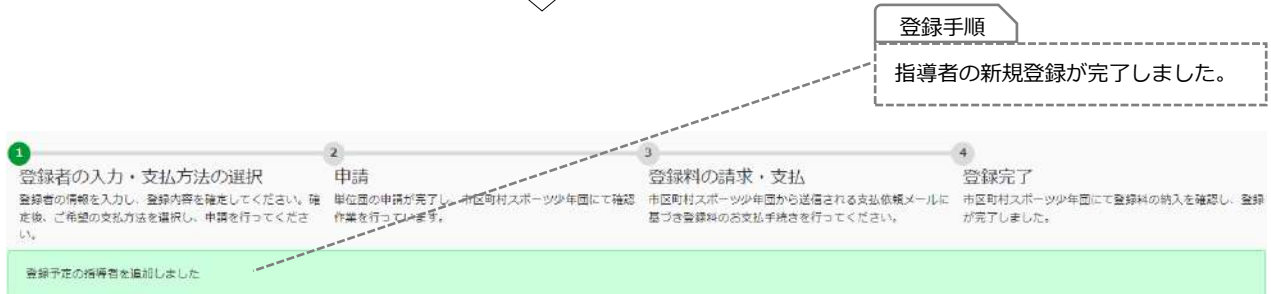 登録手順
指導者の新規登録が完了しました。
1
登録者の入力・支払方法の選択
登録者の情報を入力し、登録内容を確定してください。確
定後、ご希望の支払方法を選択し、申請を行ってくださ
い。
2
申請
単位団の申請が完了し、市区町村スポーツ少年団にて確認
作業を行っています。
3
登録料の請求・支払
市区町村スポーツ少年団から送信される支払依頼メールに
基づき登録料のお支払手続きを行ってください。
4
登録完了
市区町村スポーツ少年団にて登録料の納入を確認し、登録
が完了しました。
登録予定の指導者を追加しました